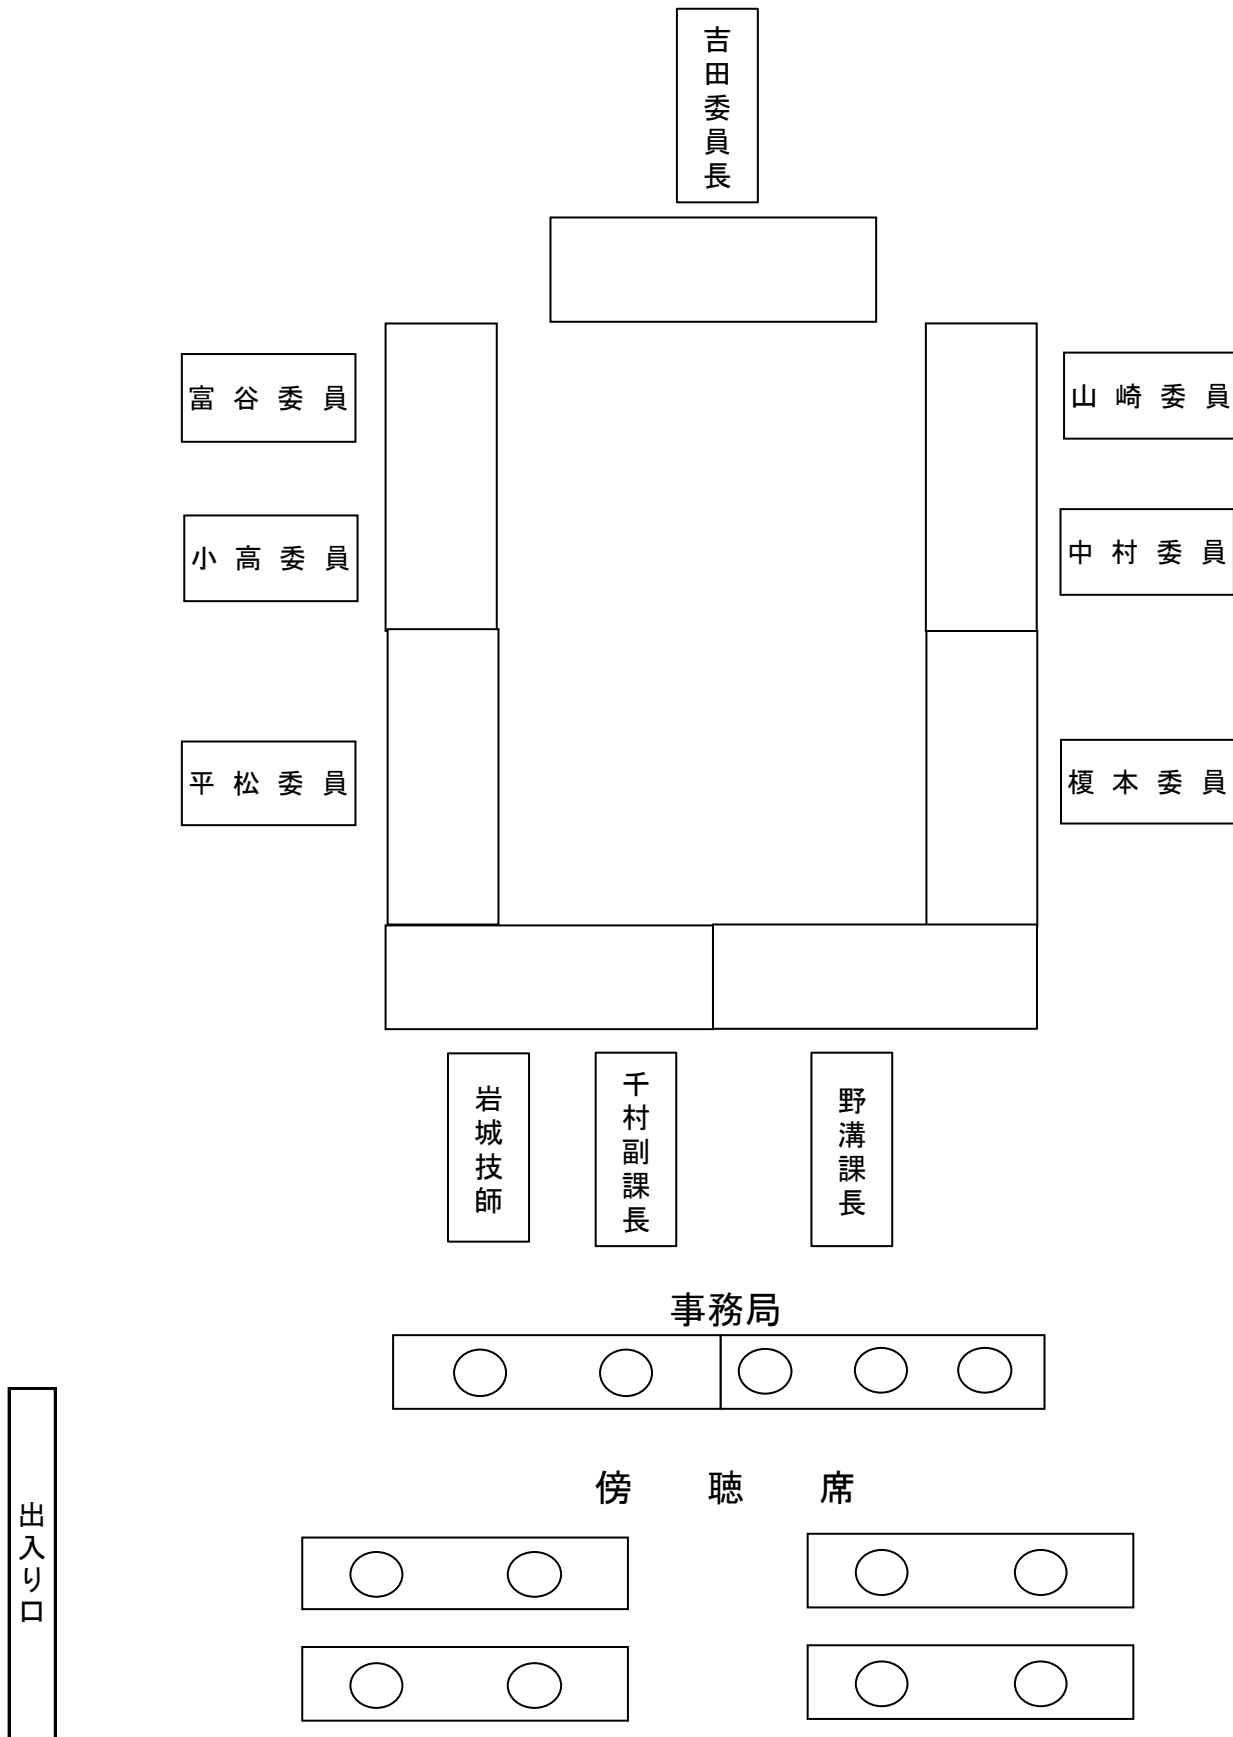 吉田委員長
富谷委員
山崎委員
小高委員
中村委員
平松委員
榎本委員
岩城技師
千村副課長
野溝課長
事務局
傍聴席
出入り口